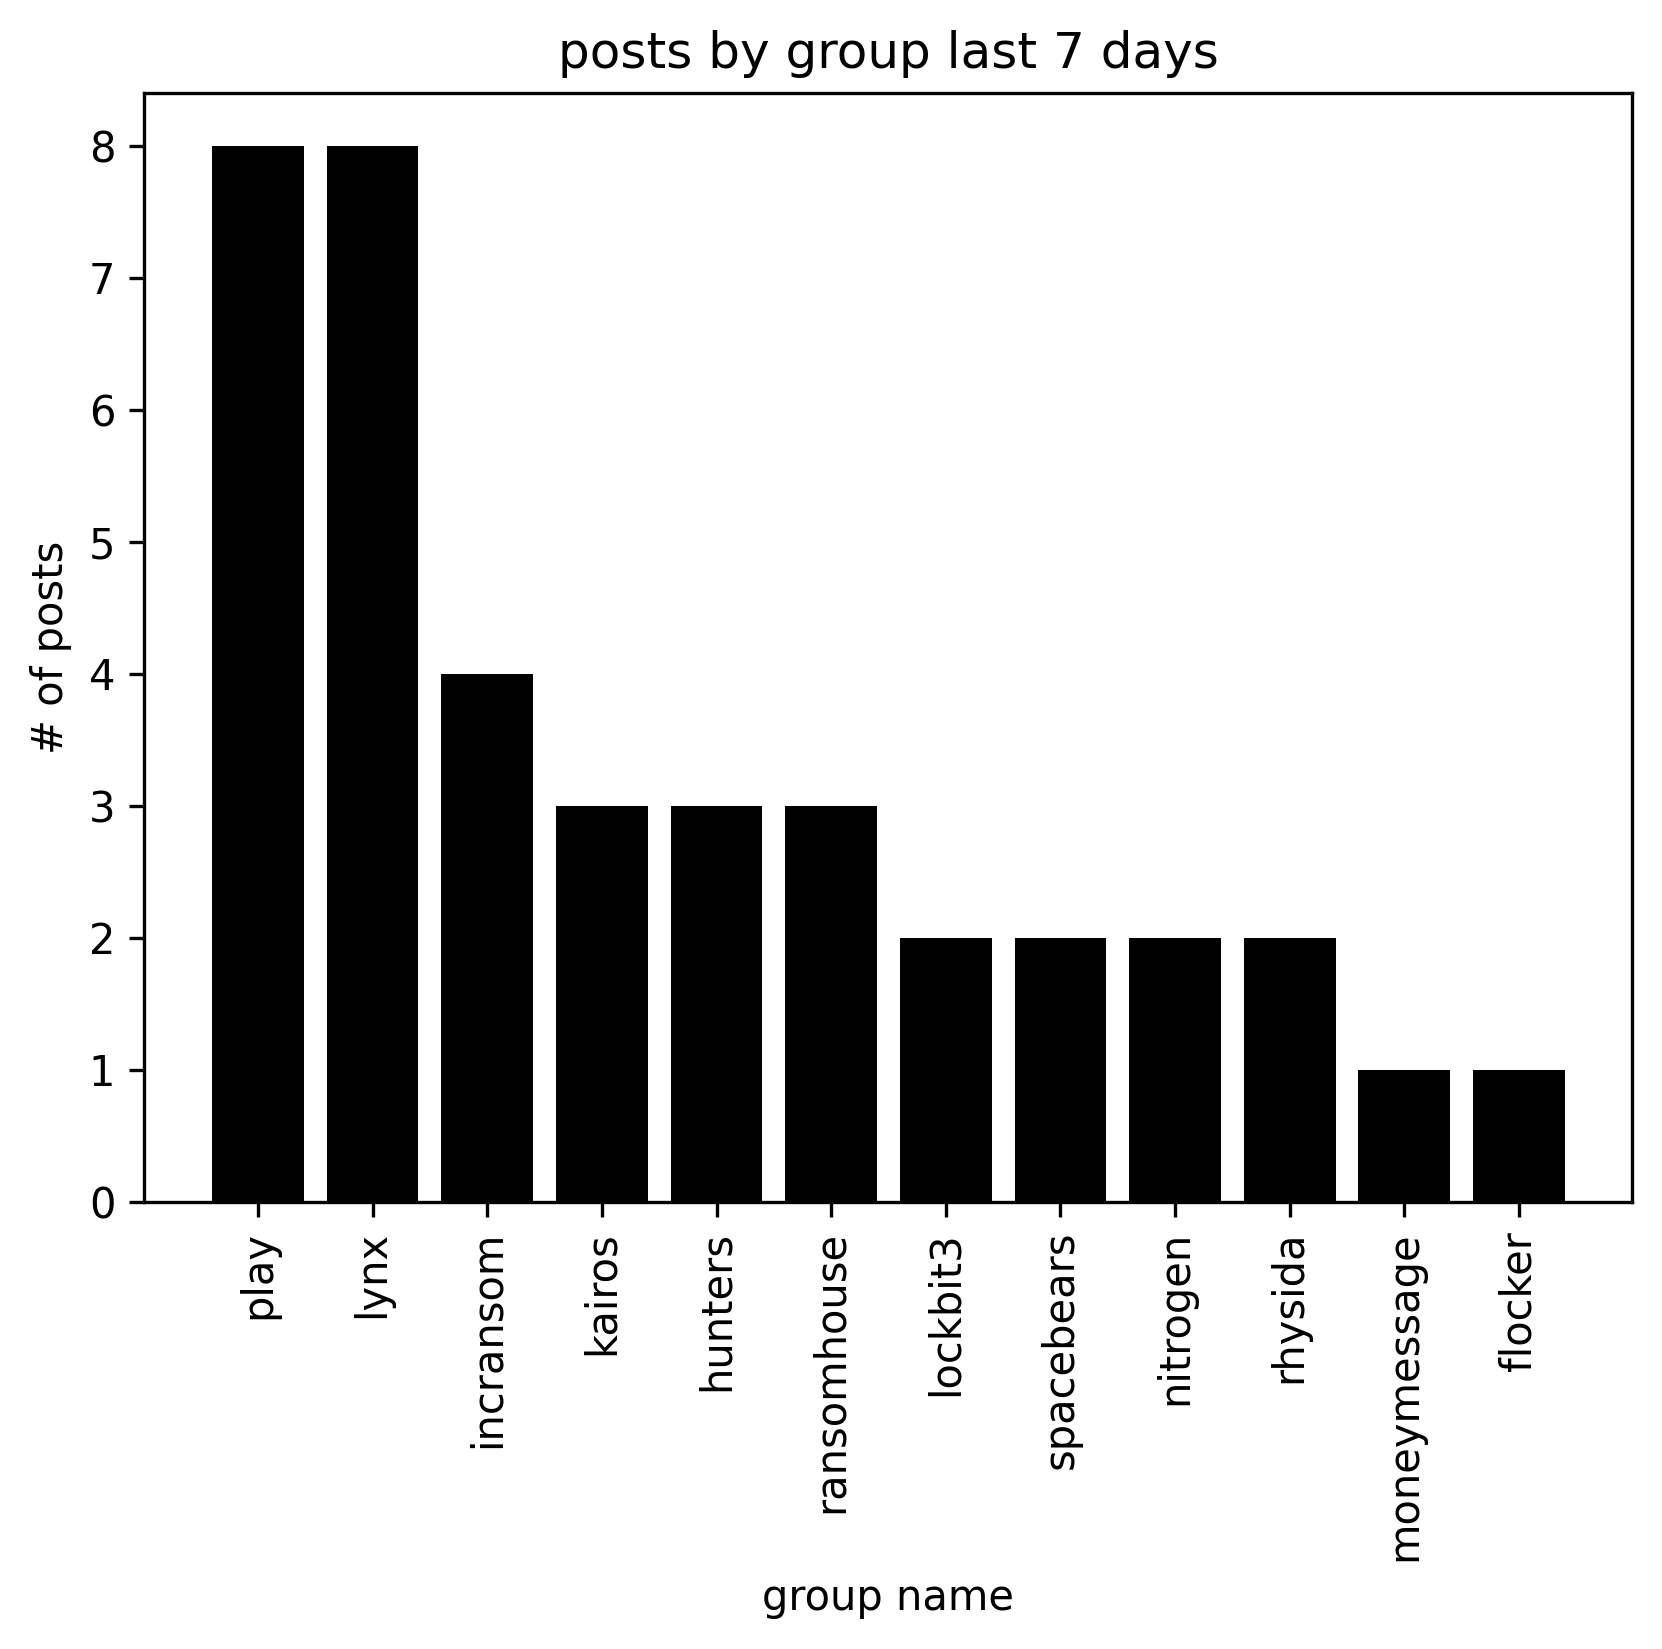 posts by group last 7 days
# of posts
8
7
6
5
4
3
2
1
0
play
lynx
incransom
kairos
hunters
ransomhouse
lockbit3
spacebears
nitrogen
rhysida
moneymessage
flocker
group name